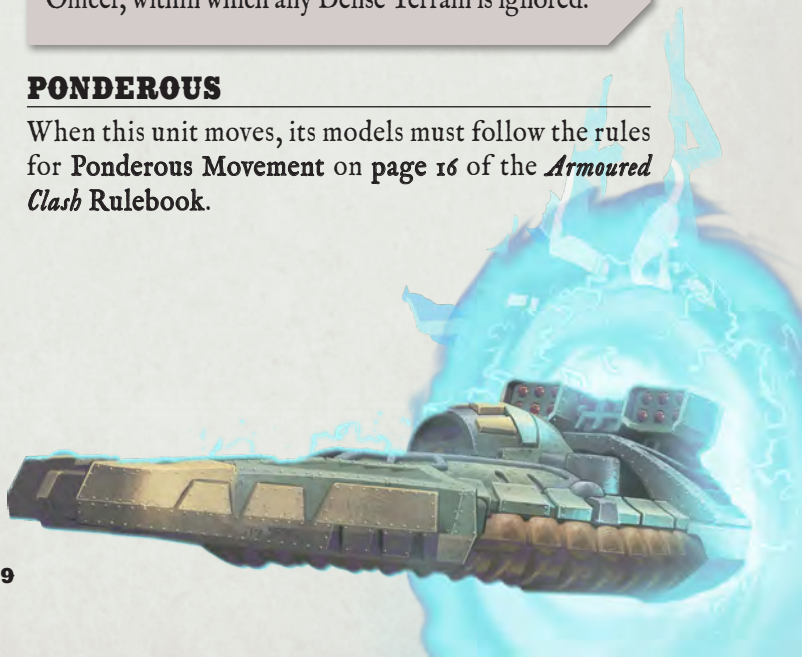 Officer, within which any Dense Terrain is ignored.
PONDEROUS
When this unit moves, its models must follow the rules
for Ponderous Movement on page 16 of the Armoured
Clash Rulebook.
9